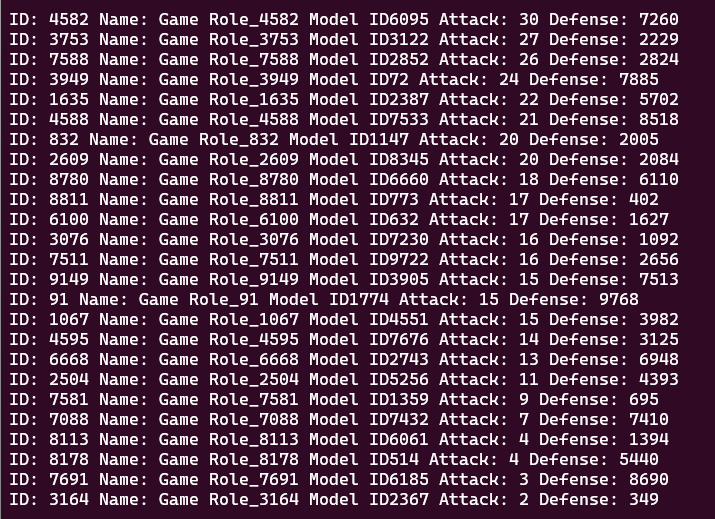 ID: 4582 Name: Game Role_4582 Model ID6095 Attack: 30 Defense: 7260
ID: 3753 Name: Game Role_3753 Model ID3122 Attack: 27 Defense: 2229
ID: 7588 Name: Game Role_7588 Model ID2852 Attack: 26 Defense: 2824
ID: 3949 Name: Game Role_3949 Model ID72 Attack: 24 Defense: 7885
ID: 1635 Name: Game Role_1635 Model ID2387 Attack: 22 Defense: 5702
ID: 4588 Name: Game Role_4588 Model ID7533 Attack: 21 Defense: 8518
ID: 832 Name: Game Role_832 Model ID1147 Attack: 20 Defense: 2005
ID: 2609 Name: Game Role_2609 Model ID8345 Attack: 20 Defense: 2084
ID: 8780 Name: Game Role_8780 Model ID6660 Attack: 18 Defense: 6110
ID: 8811 Name: Game Role_8811 Model ID773 Attack: 17 Defense: 402
ID: 6100 Name: Game Role_6100 Model ID632 Attack: 17 Defense: 1627
ID: 3076 Name: Game Role_3076 Model ID7230 Attack: 16 Defense: 1092
ID: 7511 Name: Game Role_7511 Model ID9722 Attack: 16 Defense: 2656
ID: 9149 Name: Game Role_9149 Model ID3905 Attack: 15 Defense: 7513
ID: 91 Name: Game Role_91 Model ID1774 Attack: 15 Defense: 9768
ID: 1067 Name: Game Role_1067 Model ID4551 Attack: 15 Defense: 3982
ID: 4595 Name: Game Role_4595 Model ID7676 Attack: 14 Defense: 3125
ID: 6668 Name: Game Role_6668 Model ID2743 Attack: 13 Defense: 6948
ID: 2504 Name: Game Role_2504 Model ID5256 Attack: 11 Defense: 4393
ID: 7581 Name: Game Role_7581 Model ID1359 Attack: 9 Defense: 695
ID: 7088 Name: Game Role_7088 Model ID7432 Attack: 7 Defense: 7410
ID: 8113 Name: Game Role_8113 Model ID6061 Attack: 4 Defense: 1394
ID: 8178 Name: Game Role_8178 Model ID514 Attack: 4 Defense: 5440
ID: 7691 Name: Game Role_7691 Model ID6185 Attack: 3 Defense: 8690
ID: 3164 Name: Game Role_3164 Model ID2367 Attack: 2 Defense: 349